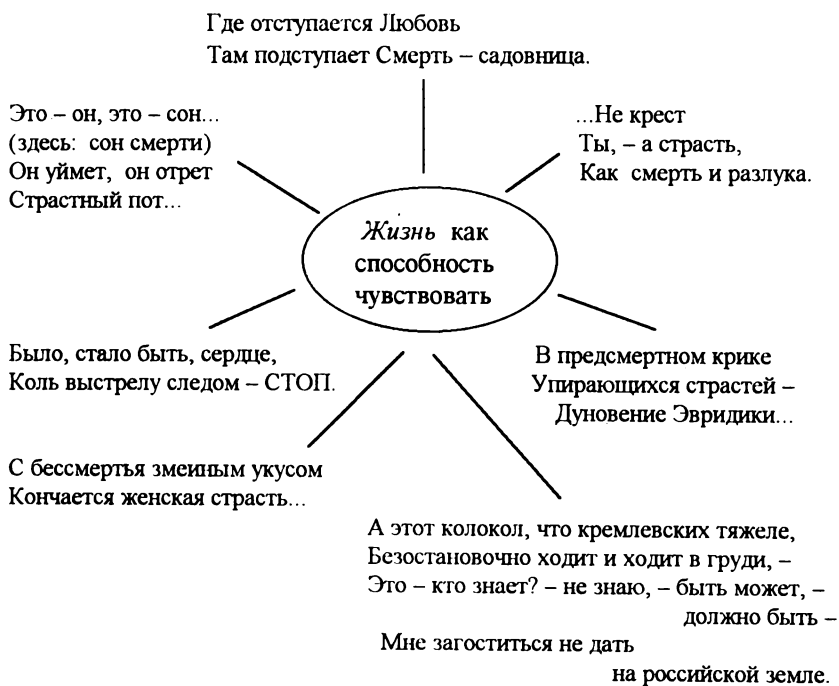 Где отступается Любовь
Там подступает Смерть – садовница.
Это – он, это – сон...
(здесь: сон смерти)
Он уймет, он отрет
Страстный пот...
...Не крест
Ты, – а страсть,
Как смерть и разлука.
Жизнь как
способность
чувствовать
Было, стало быть, сердце,
Коль выстрелу следом – СТОП.
В предсмертном крике
Упирающихся страстей –
Дуновение Эвридики...
С бессмертья змеиным укусом
Кончается женская страсть...
А этот колокол, что кремлевских тяжеле,
Безостановочно ходит и ходит в груди, –
Это – кто знает? – не знаю, – быть может, –
должно быть –
Мне загоститься не дать
на российской земле.